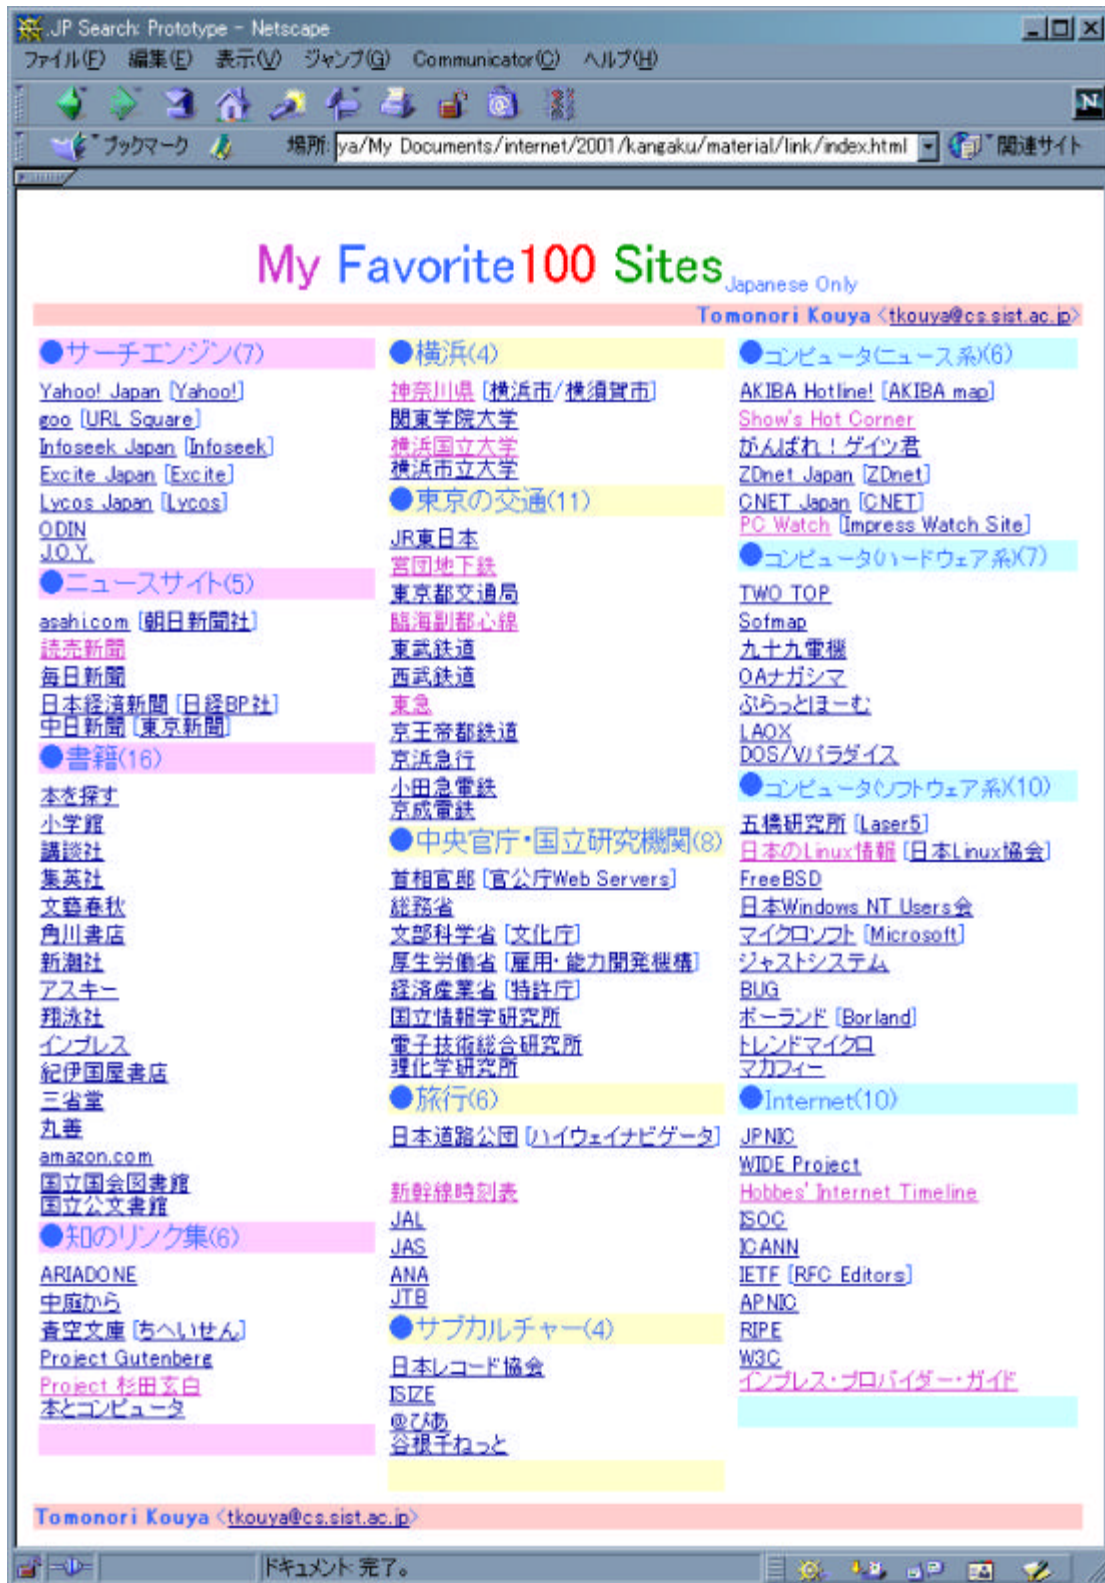 .JP Search: Prototype - Netscape
ファイル(F) 編集(E) 表示(V) ジャンプ(G) Communicator(C) ヘルプ(H)
N
ブックマーク 場所: ya/My Documents/internet/2001/kangaku/material/link/index.html 関連サイト
My Favorite100 Sites Japanese Only
Tomonori Kouya <tkouya@cs.sist.ac.jp>
●サーチエンジン(7)
Yahoo! Japan [Yahoo!]
goo [URL Square]
Infoseek Japan [Infoseek]
Excite Japan [Excite]
Lycos Japan [Lycos]
ODIN
J.O.Y.
●ニュースサイト(5)
asahicom [朝日新聞社]
読売新聞
毎日新聞
日本経済新聞 [日経BP社]
中日新聞 [東京新聞]
●書籍(16)
本を探す
小学館
講談社
集英社
文藝春秋
角川書店
新潮社
アスキー
翔泳社
インプレス
紀伊国屋書店
三省堂
丸善
amazon.com
国立国会図書館
国立公文書館
●知のリンク集(6)
ARIADONE
中庭から
青空文庫 [ちへいせん]
Project Gutenberg
Project 杉田玄白
本とコンピュータ
●横浜(4)
神奈川県 [横浜市/横須賀市]
関東学院大学
横浜国立大学
横浜市立大学
●東京の交通(11)
JR東日本
営団地下鉄
東京都交通局
臨海副都心線
東武鉄道
西武鉄道
東急
京王帝都鉄道
京浜急行
小田急電鉄
京成電鉄
●中央官庁・国立研究機関(8)
首相官邸 [官公庁Web Servers]
総務省
文部科学省 [文化庁]
厚生労働省 [雇用・能力開発機構]
経済産業省 [特許庁]
国立情報学研究所
電子技術総合研究所
理化学研究所
●旅行(6)
日本道路公団 [ハイウェイナビゲータ]
新幹線時刻表
JAL
JAS
ANA
JTB
●サブカルチャー(4)
日本レコード協会
ISIZE
@ぴあ
谷根千ねっと
●コンピュータ(ニュース系)(6)
AKIBA Hotline! [AKIBA map]
Show's Hot Corner
がんばれ!ゲイツ君
ZDnet Japan [ZDnet]
CNET Japan [CNET]
PC Watch [Impress Watch Site]
●コンピュータ(ハードウェア系)(7)
TWO TOP
Sofmap
九十九電機
OAナガシマ
ぷらっとほーむ
LAOX
DOS/Vパラダイス
●コンピュータ(ソフトウェア系)(10)
五橋研究所 [Laser5]
日本のLinux情報 [日本Linux協会]
FreeBSD
日本Windows NT Users会
マイクロソフト [Microsoft]
ジャストシステム
BUG
ボーランド [Borland]
トレンドマイクロ
マカフィー
●Internet(10)
JPNIC
WIDE Project
Hobbes' Internet Timeline
ISOC
ICANN
IETF [RFC Editors]
APNIC
RIPE
W3C
インプレス・プロバイダー・ガイド
Tomonori Kouya <tkouya@cs.sist.ac.jp>
ドキュメント: 完了。